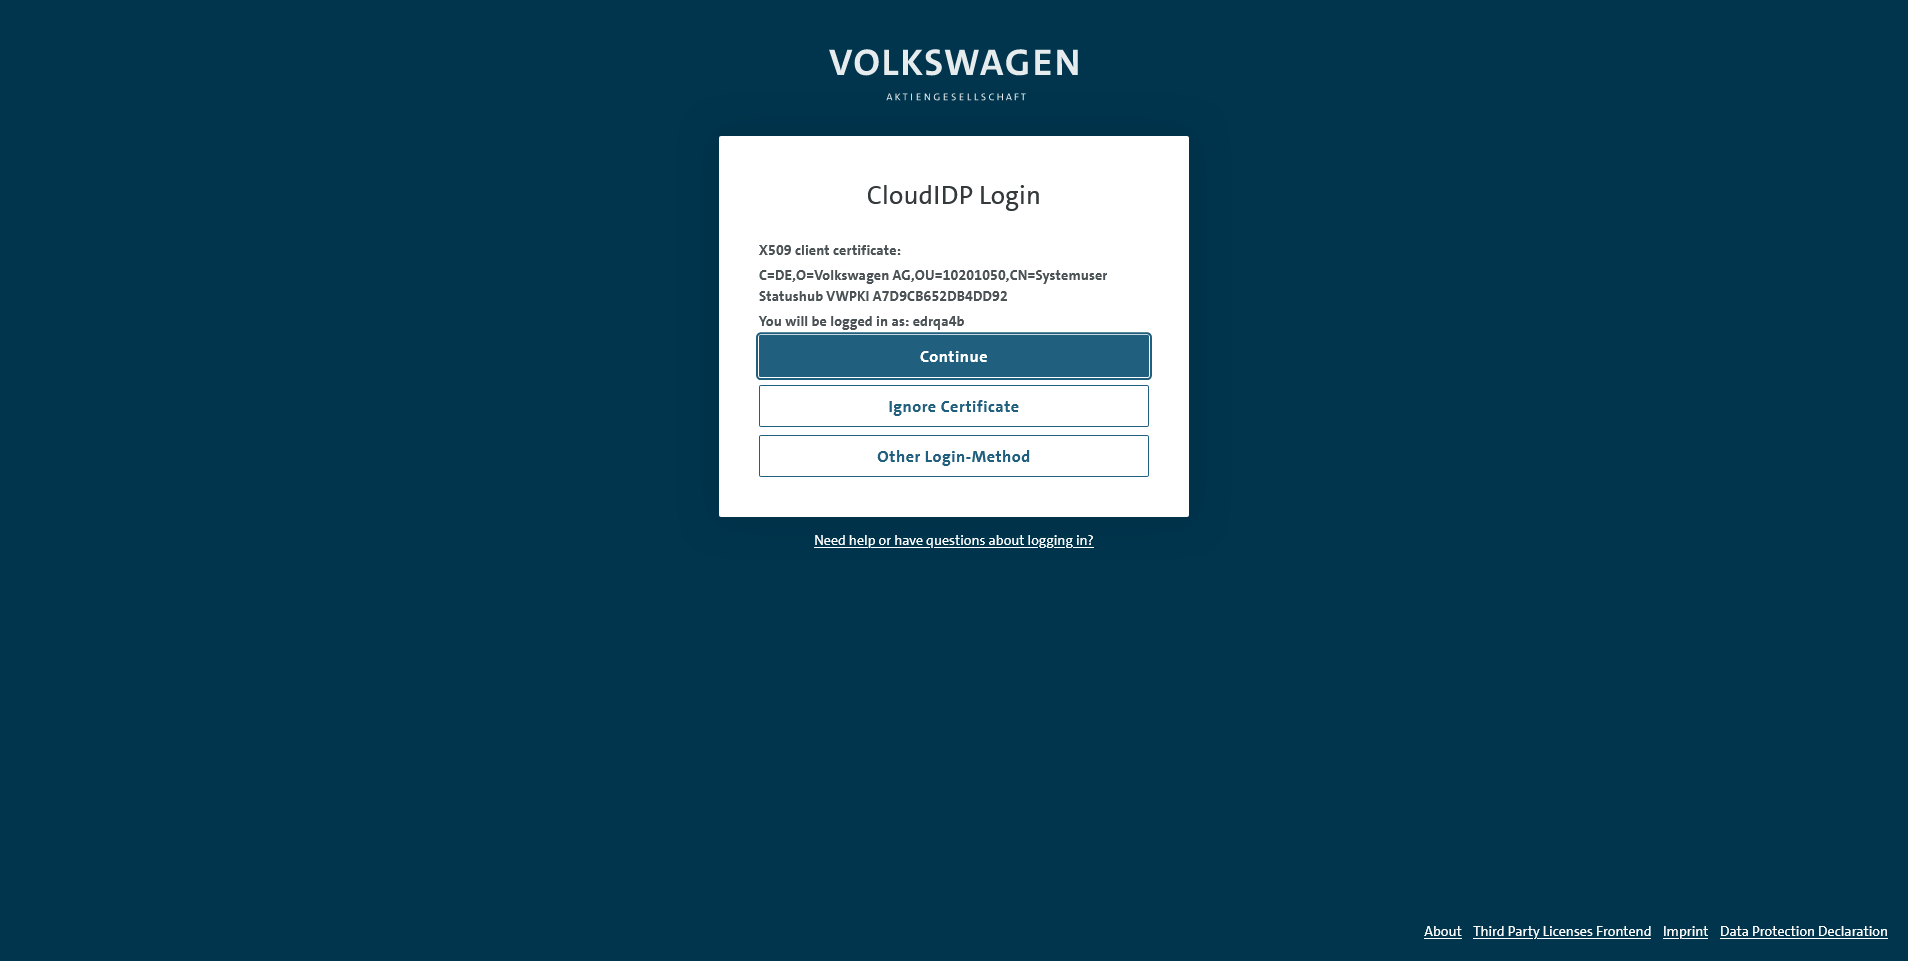 VOLKSWAGEN
AKTIENGESELLSCHAFT
CloudIDP Login
X509 client certificate:
C=DE,O=Volkswagen AG,OU=10201050,CN=Systemuser
Statushub VWPKI A7D9CB652DB4DD92
You will be logged in as: edrqa4b
Continue
Ignore Certificate
Other Login-Method
Need help or have questions about logging in?
About Third Party Licenses Frontend Imprint Data Protection Declaration